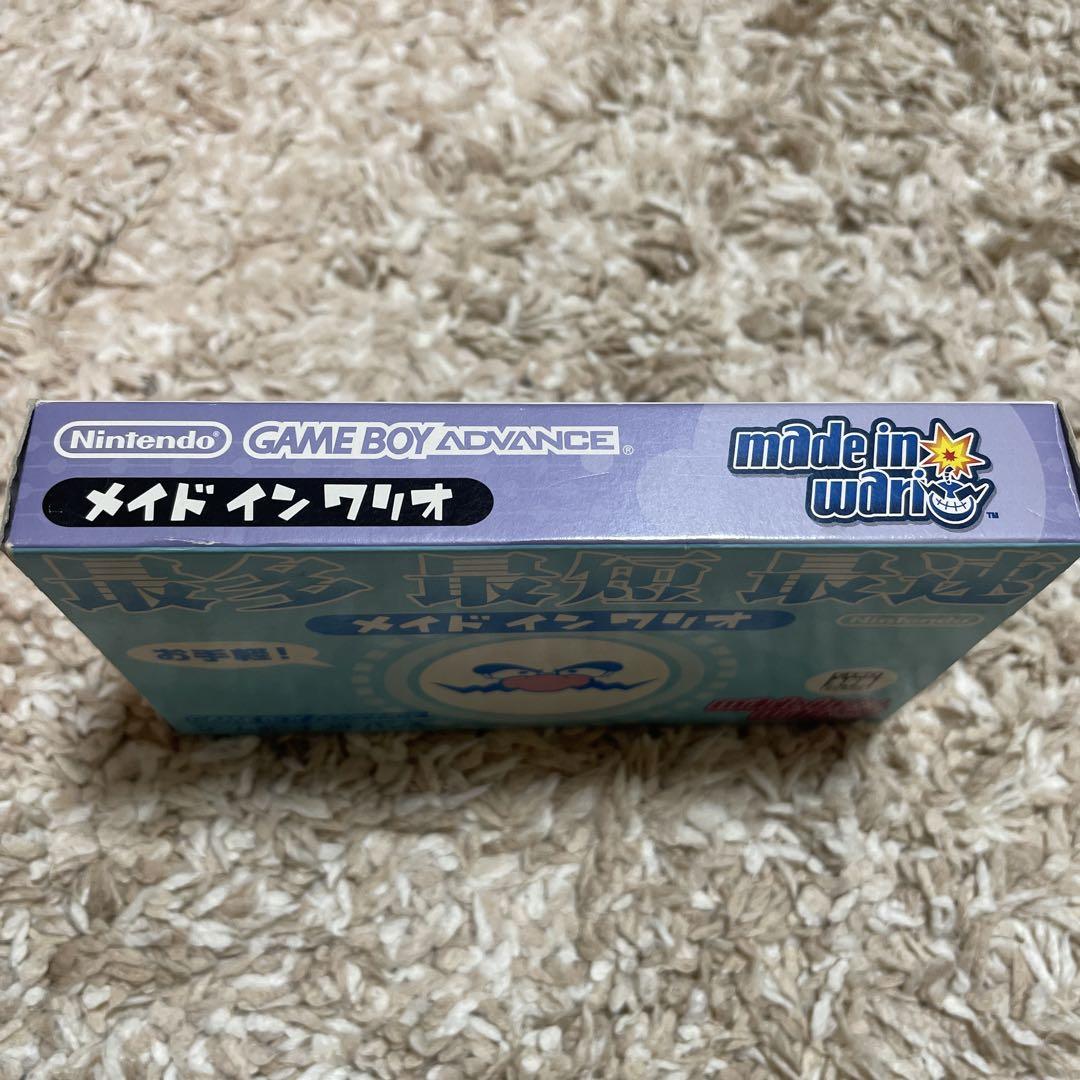 Nintendo® GAME BOY ADVANCE®
メイド イン ワリオ
made in wario™
最多 最短 最速
メイド イン ワリオ
Nintendo
お手軽!